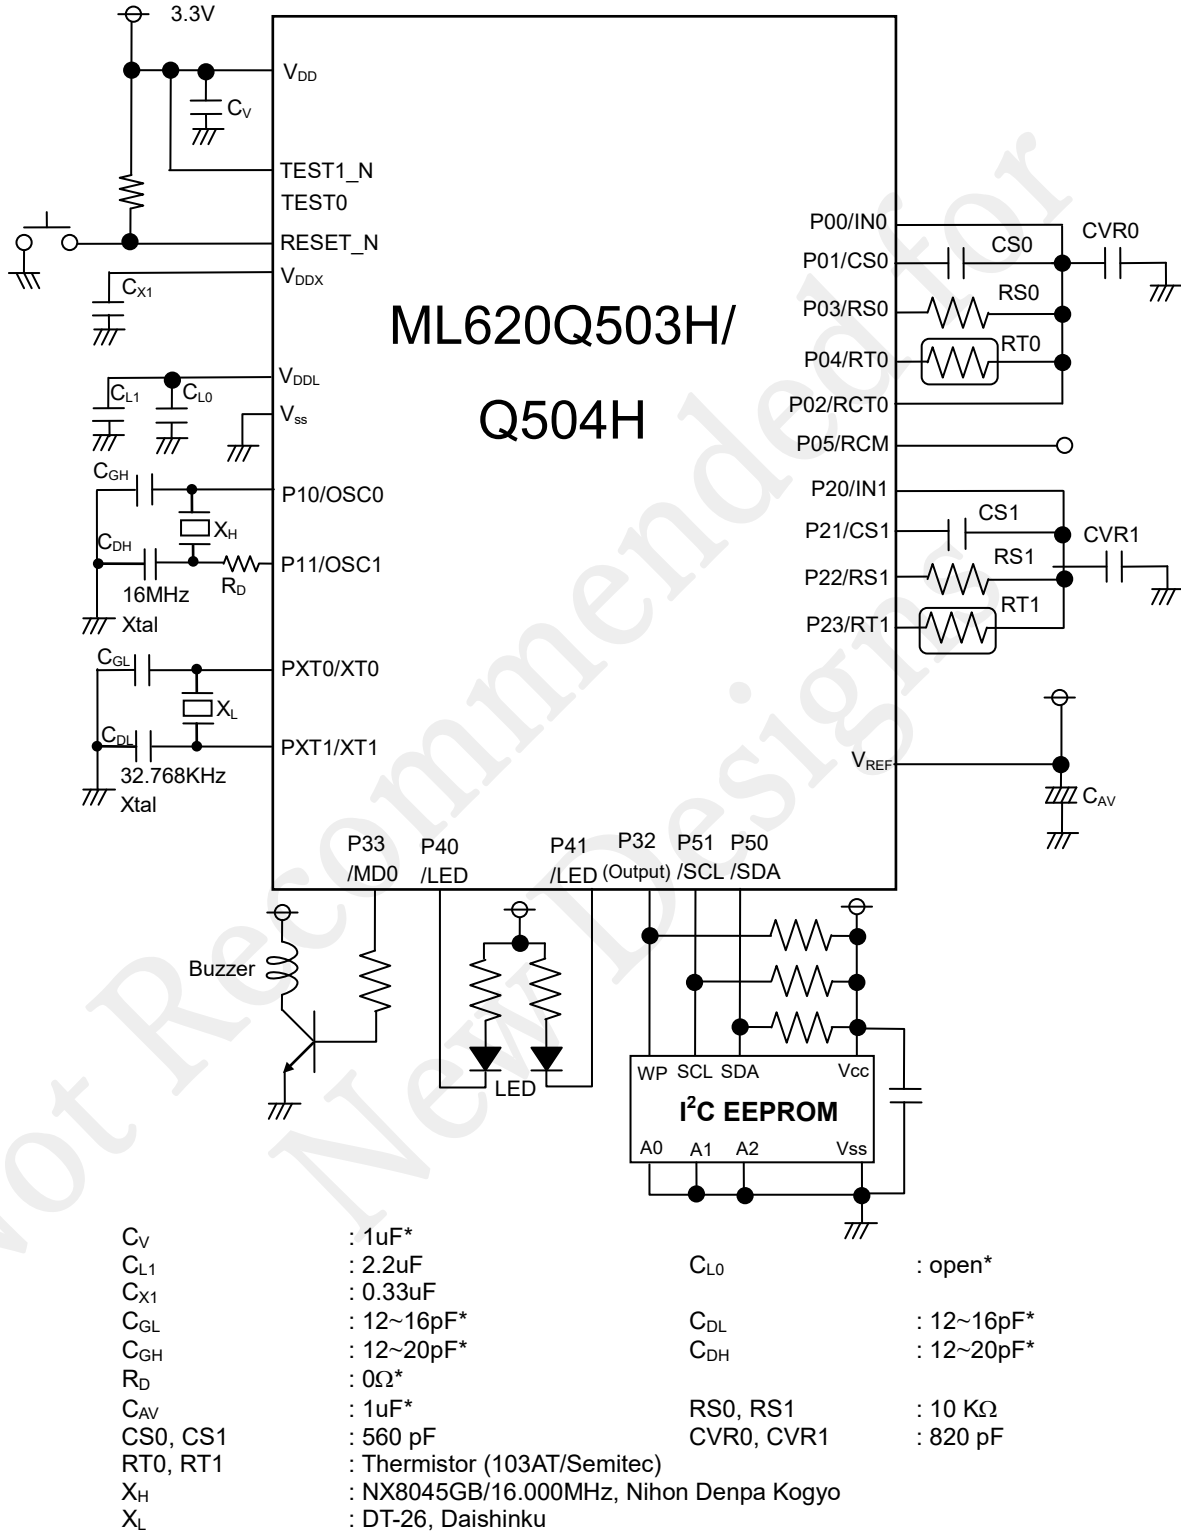 3.3V
VDD
CV
TEST1_N
TEST0
RESET_N
CX1
VDDX
ML620Q503H/
Q504H
P00/IN0
P01/CS0
CS0
CVR0
P03/RS0
RS0
P04/RT0
RT0
P02/RCT0
P05/RCM
CL1
CL0
VDDL
Vss
CGH
P10/OSC0
XH
CDH
P11/OSC1
16MHz
RD
Xtal
P20/IN1
P21/CS1
CS1
CVR1
P22/RS1
RS1
P23/RT1
RT1
CGL
PXT0/XT0
XL
CDL
PXT1/XT1
32.768KHz
Xtal
VREF
CAV
P33
/MD0
P40
/LED
P41
/LED
P32
(Output)
P51
/SCL
P50
/SDA
Buzzer
LED
WP SCL SDA Vcc
I²C EEPROM
A0 A1 A2 Vss
CV : 1uF*
CL1 : 2.2uF CL0 : open*
CX1 : 0.33uF
CGL : 12~16pF* CDL : 12~16pF*
CGH : 12~20pF* CDH : 12~20pF*
RD : 0Ω*
CAV : 1uF* RS0, RS1 : 10 KΩ
CS0, CS1 : 560 pF CVR0, CVR1 : 820 pF
RT0, RT1 : Thermistor (103AT/Semitec)
XH : NX8045GB/16.000MHz, Nihon Denpa Kogyo
XL : DT-26, Daishinku
Not Recommended for
New Designs